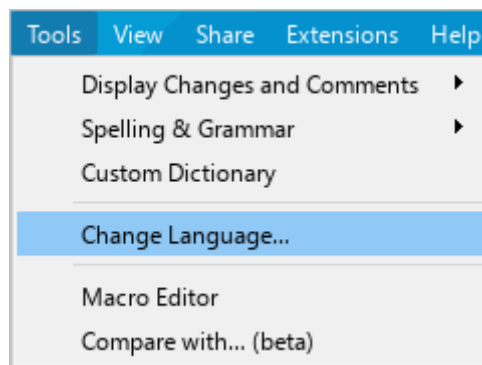 Tools View Share Extensions Help
Display Changes and Comments
Spelling & Grammar
Custom Dictionary
Change Language...
Macro Editor
Compare with... (beta)